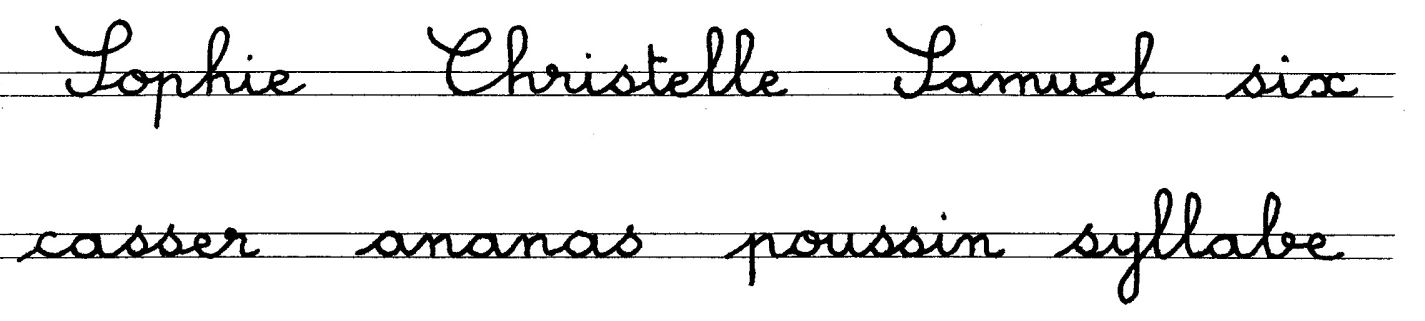 Sophie Christelle Samuel six
casser ananas poussin syllabe